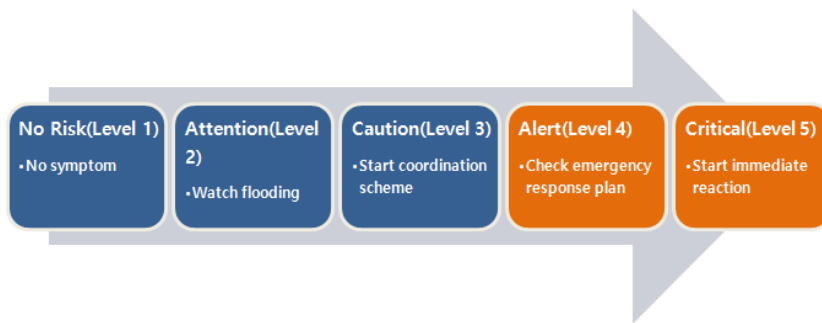 No Risk(Level 1)
•No symptom
Attention(Level
2)
•Watch flooding
Caution(Level 3)
•Start coordination
scheme
Alert(Level 4)
•Check emergency
response plan
Critical(Level 5)
•Start immediate
reaction